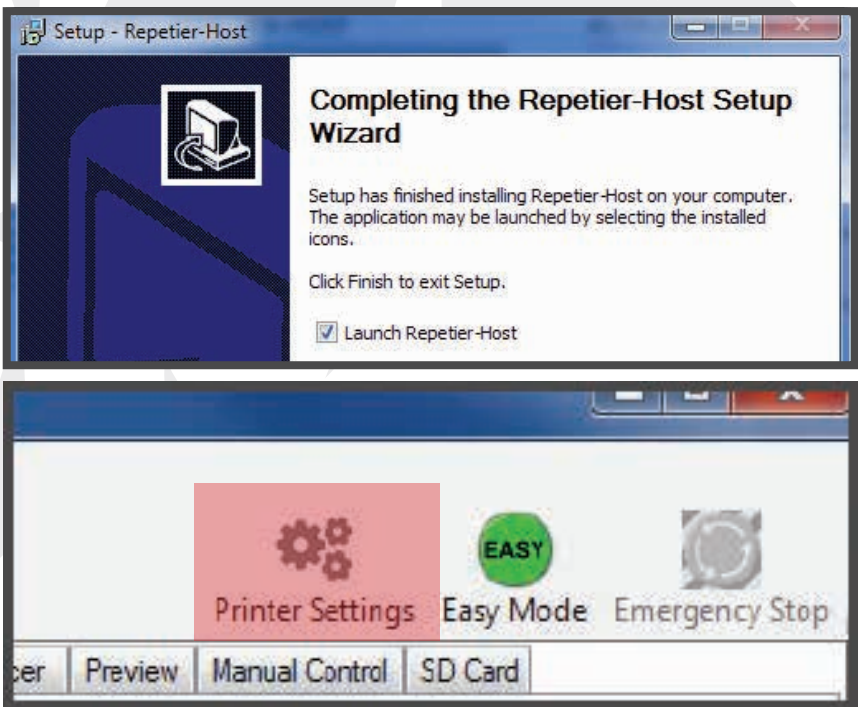 Setup - Repetier-Host
Completing the Repetier-Host Setup
Wizard
Setup has finished installing Repetier-Host on your computer.
The application may be launched by selecting the installed
icons.
Click Finish to exit Setup.
Launch Repetier-Host
EASY
Printer Settings Easy Mode Emergency Stop
Preview Manual Control SD Card